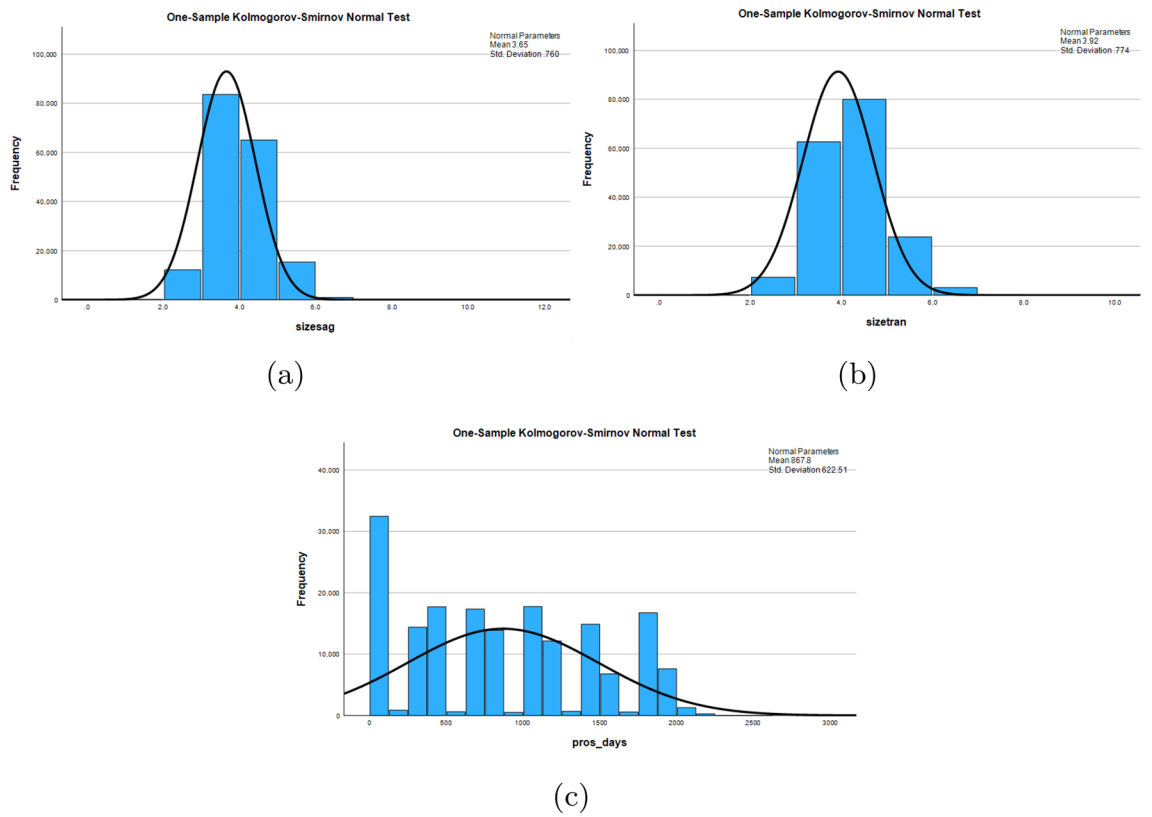 One-Sample Kolmogorov-Smirnov Normal Test
Normal Parameters
Mean 3.65
Std. Deviation .760
100,000
80,000
60,000
40,000
20,000
0
Frequency
.0 2.0 4.0 6.0 8.0 10.0 12.0
sizesag
(a)
One-Sample Kolmogorov-Smirnov Normal Test
Normal Parameters
Mean 3.92
Std. Deviation .774
100,000
80,000
60,000
40,000
20,000
0
Frequency
.0 2.0 4.0 6.0 8.0 10.0
sizetran
(b)
One-Sample Kolmogorov-Smirnov Normal Test
Normal Parameters
Mean 867.8
Std. Deviation 622.51
40,000
30,000
20,000
10,000
0
Frequency
0 500 1000 1500 2000 2500 3000
pros_days
(c)